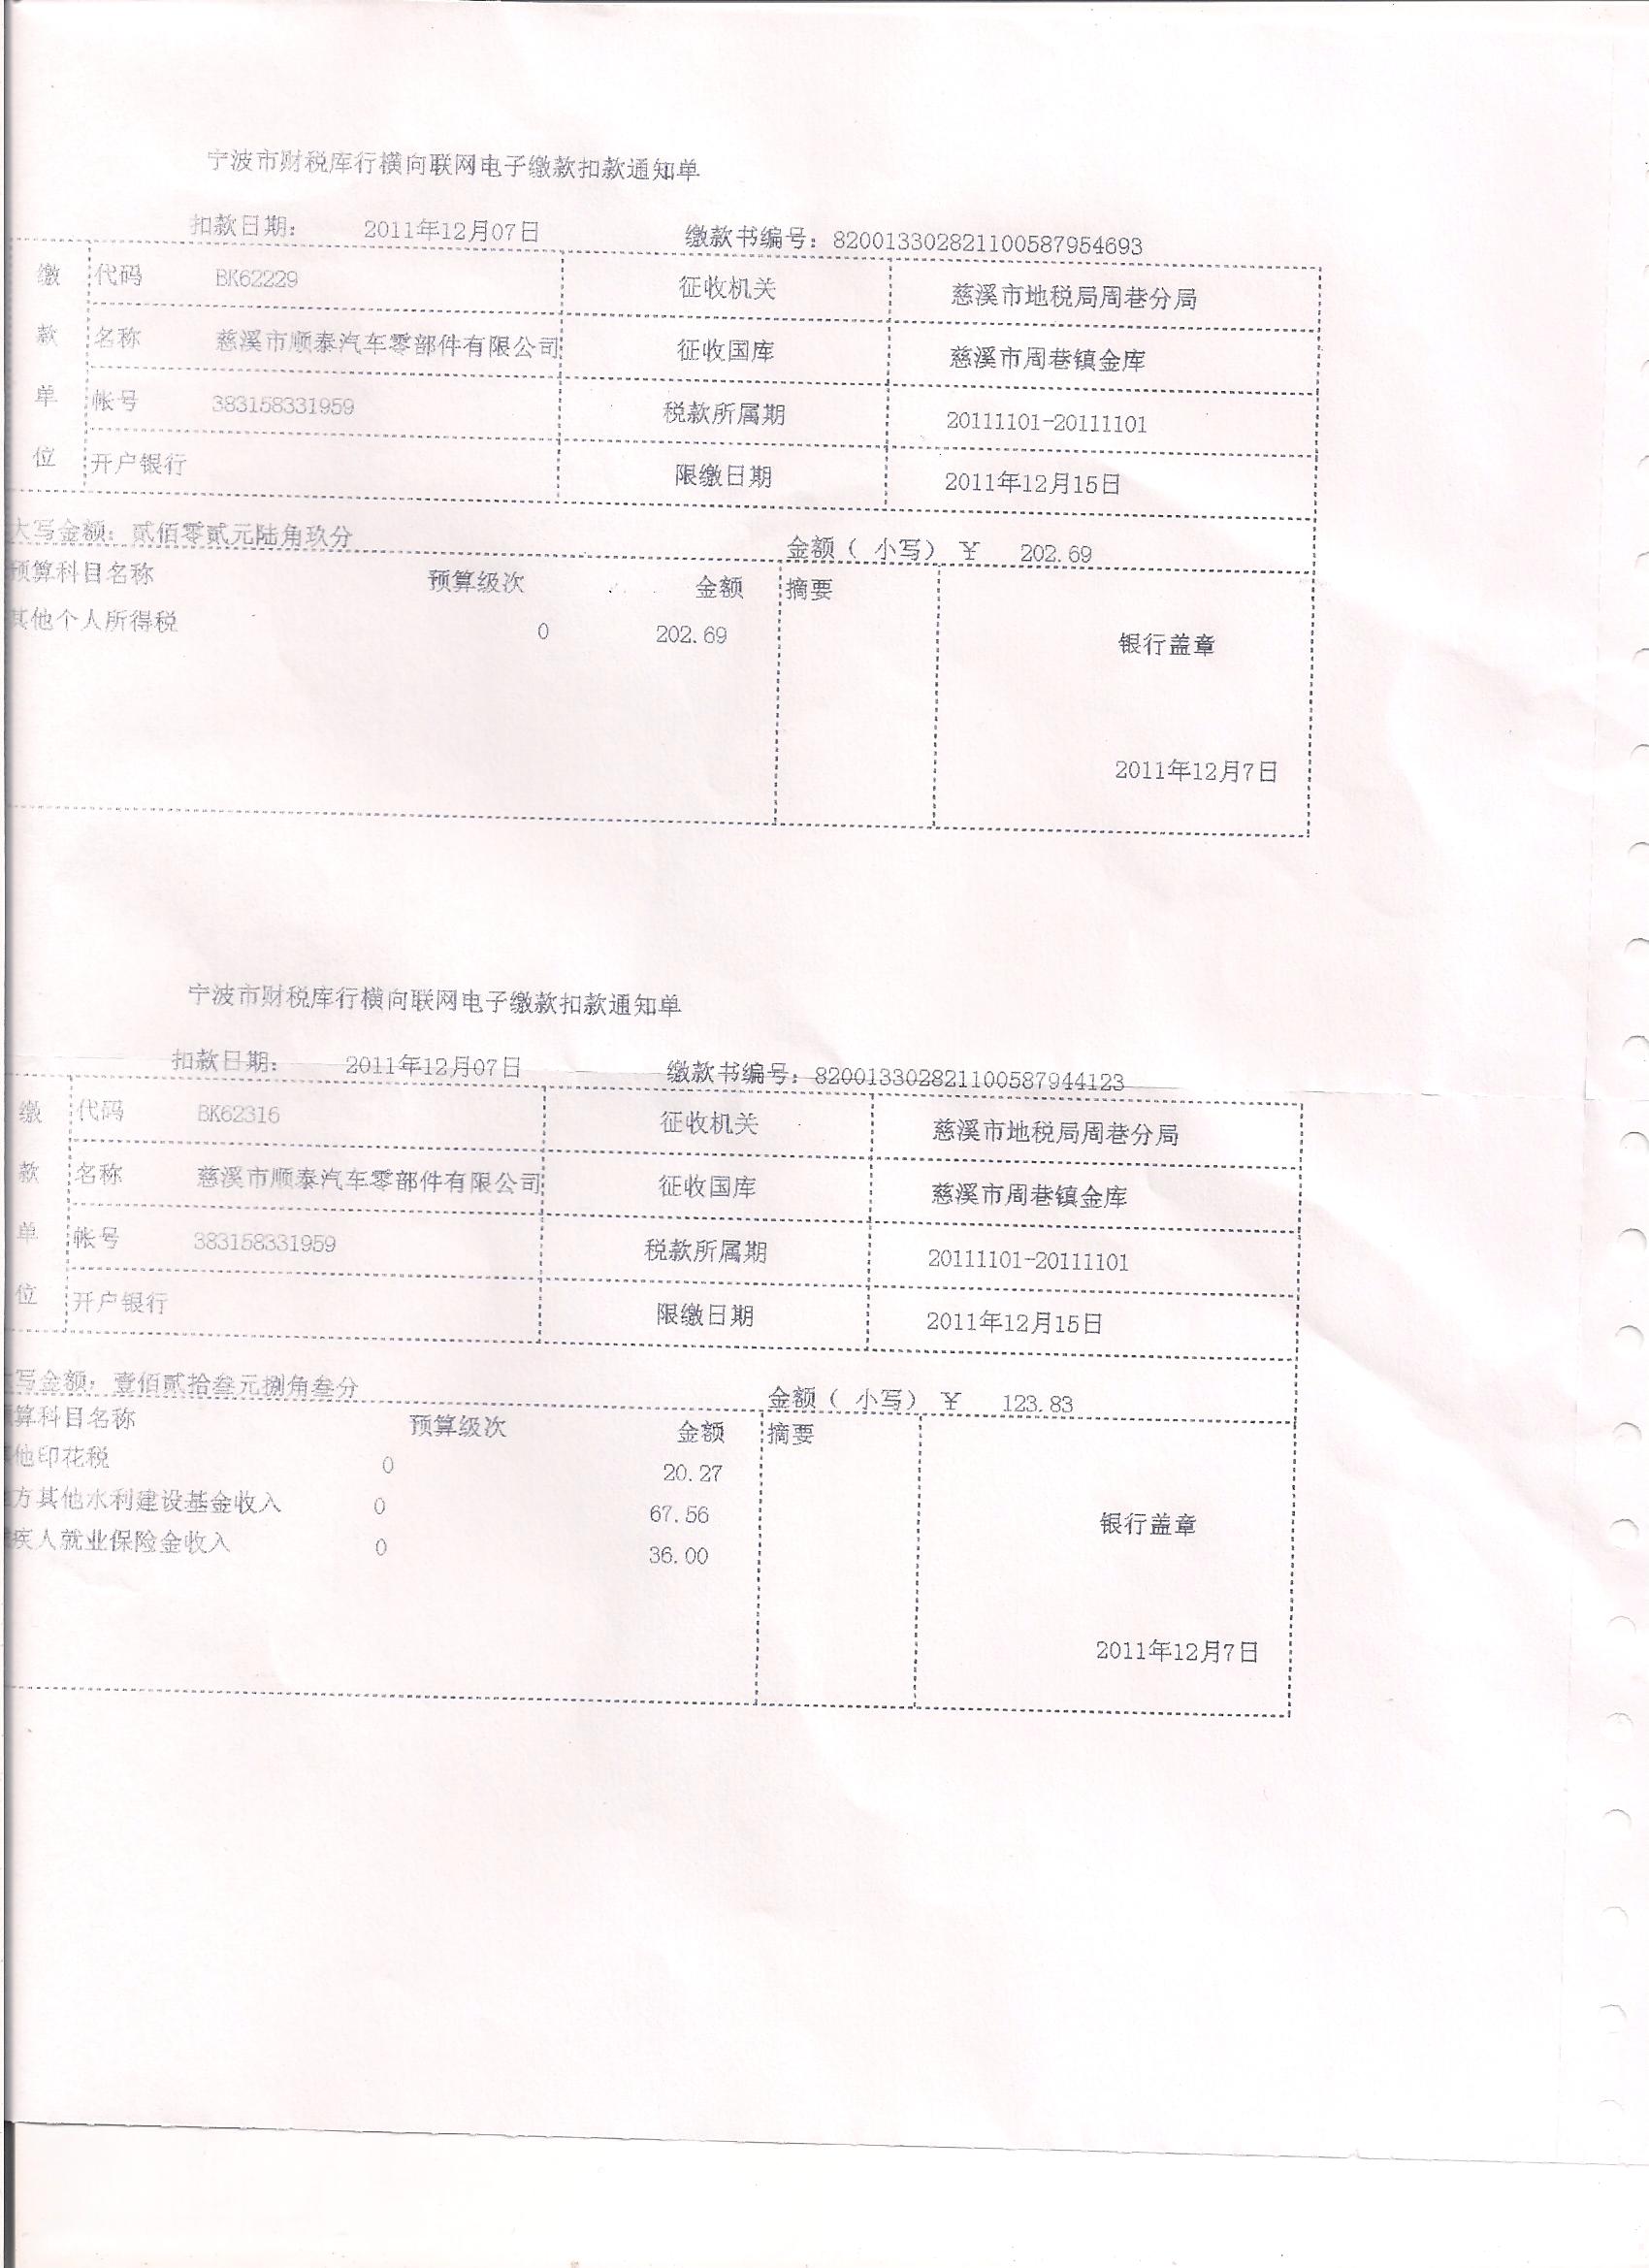 宁波市财税库行横向联网电子缴款扣款通知单
扣款日期: 2011年12月07日 缴款书编号: 820013302821100587954693
缴 代码 BK62229 征收机关 慈溪市地税局周巷分局
款 名称 慈溪市顺泰汽车零部件有限公司 征收国库 慈溪市周巷镇金库
单 帐号 383158331959 税款所属期 20111101-20111101
位 开户银行 限缴日期 2011年12月15日
大写金额: 贰佰零贰元陆角玖分 金额( 小写) ¥ 202.69
预算科目名称 预算级次 金额 摘要
其他个人所得税 0 202.69
银行盖章
2011年12月7日
宁波市财税库行横向联网电子缴款扣款通知单
扣款日期: 2011年12月07日 缴款书编号: 820013302821100587944123
缴 代码 BK62316 征收机关 慈溪市地税局周巷分局
款 名称 慈溪市顺泰汽车零部件有限公司 征收国库 慈溪市周巷镇金库
单 帐号 383158331959 税款所属期 20111101-20111101
位 开户银行 限缴日期 2011年12月15日
写金额: 壹佰贰拾叁元捌角叁分 金额( 小写) ¥ 123.83
算科目名称 预算级次 金额 摘要
他印花税 0 20.27
方其他水利建设基金收入 0 67.56
疾人就业保险金收入 0 36.00
银行盖章
2011年12月7日